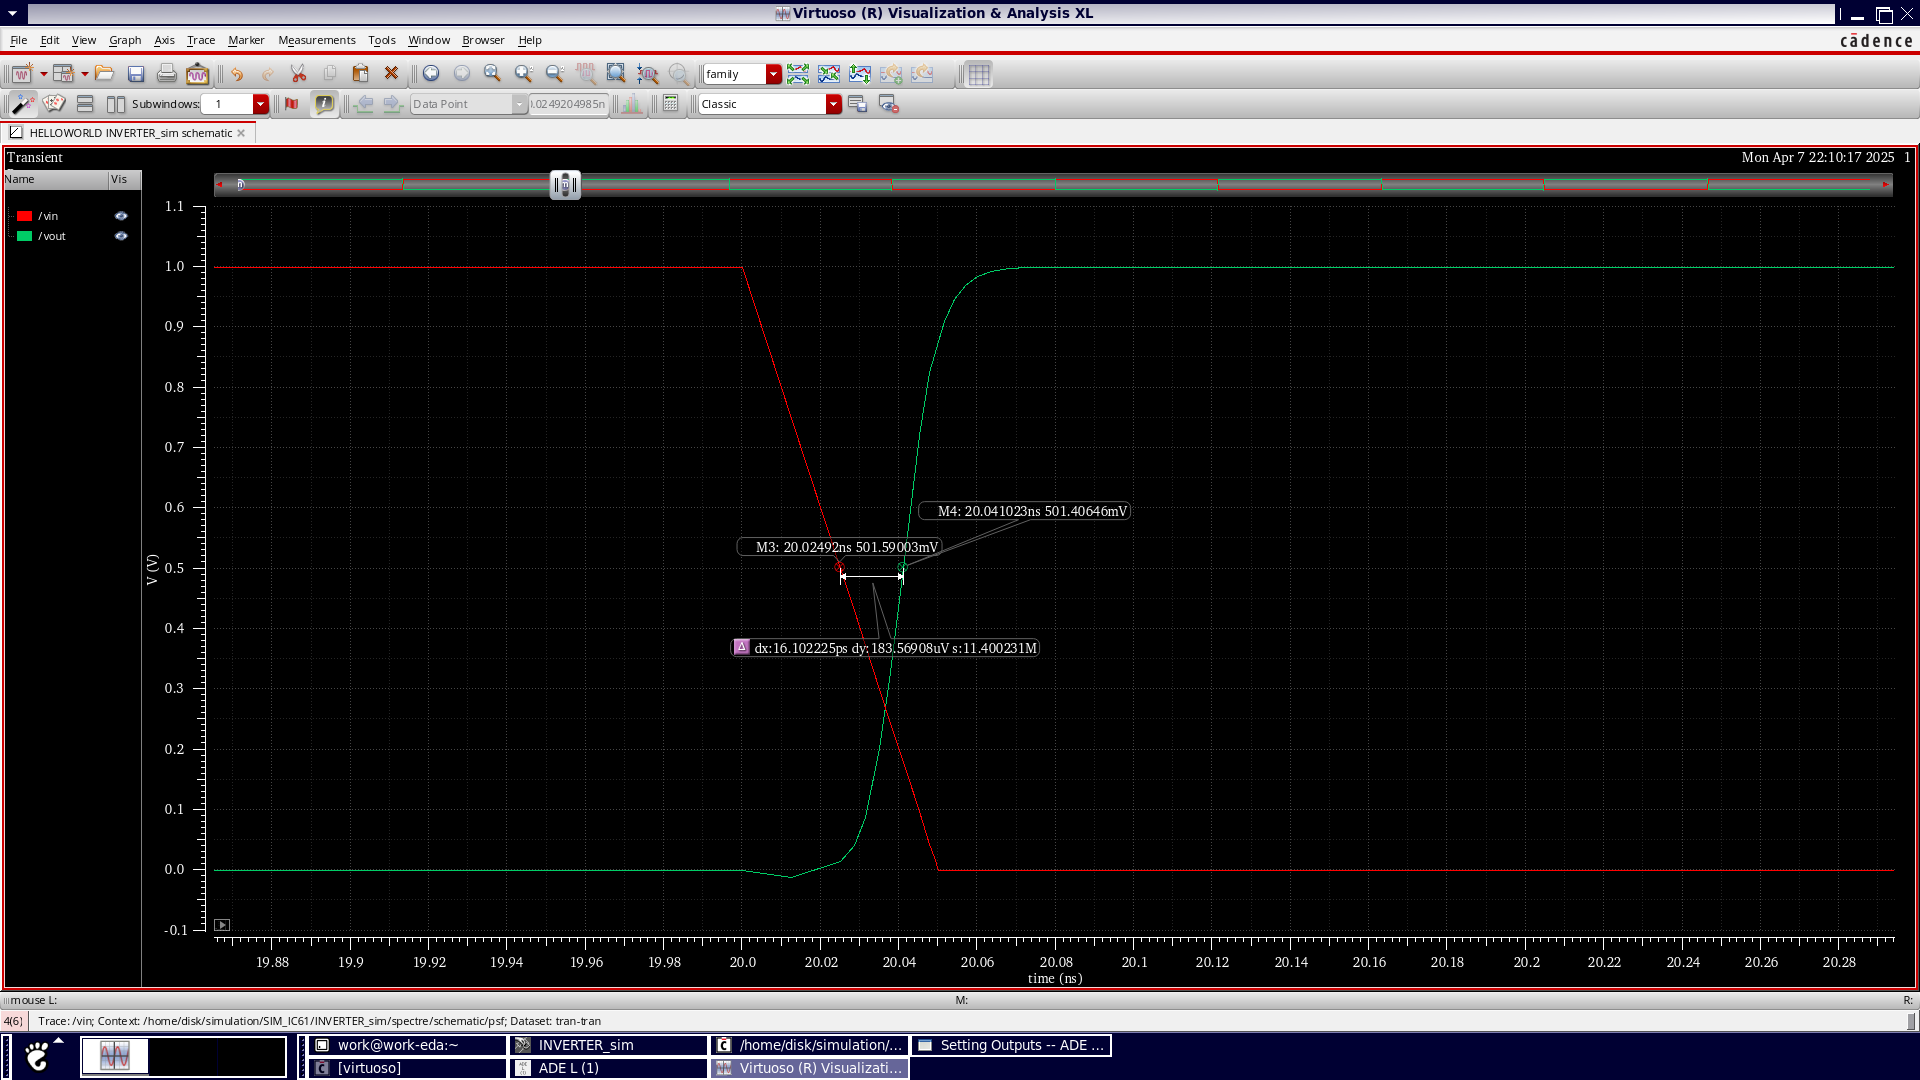 Virtuoso (R) Visualization & Analysis XL
File Edit View Graph Axis Trace Marker Measurements Tools Window Browser Help
cādence
family
Subwindows: 1
Data Point
.0249204985n
Classic
HELLOWORLD INVERTER_sim schematic
Transient
Mon Apr 7 22:10:17 2025 1
Name Vis
/vin
/vout
1.1
1.0
0.9
0.8
0.7
0.6
0.5
0.4
0.3
0.2
0.1
0.0
-0.1
V (V)
M4: 20.041023ns 501.40646mV
M3: 20.02492ns 501.59003mV
dx:16.102225ps dy:183.56908uV s:11.400231M
19.88 19.9 19.92 19.94 19.96 19.98 20.0 20.02 20.04 20.06 20.08 20.1 20.12 20.14 20.16 20.18 20.2 20.22 20.24 20.26 20.28
time (ns)
mouse L: M: R:
4(6) Trace: /vin; Context: /home/disk/simulation/SIM_IC61/INVERTER_sim/spectre/schematic/psf; Dataset: tran-tran
work@work-eda:~ INVERTER_sim /home/disk/simulation/... Setting Outputs -- ADE ...
[virtuoso] ADE L (1) Virtuoso (R) Visualizati...